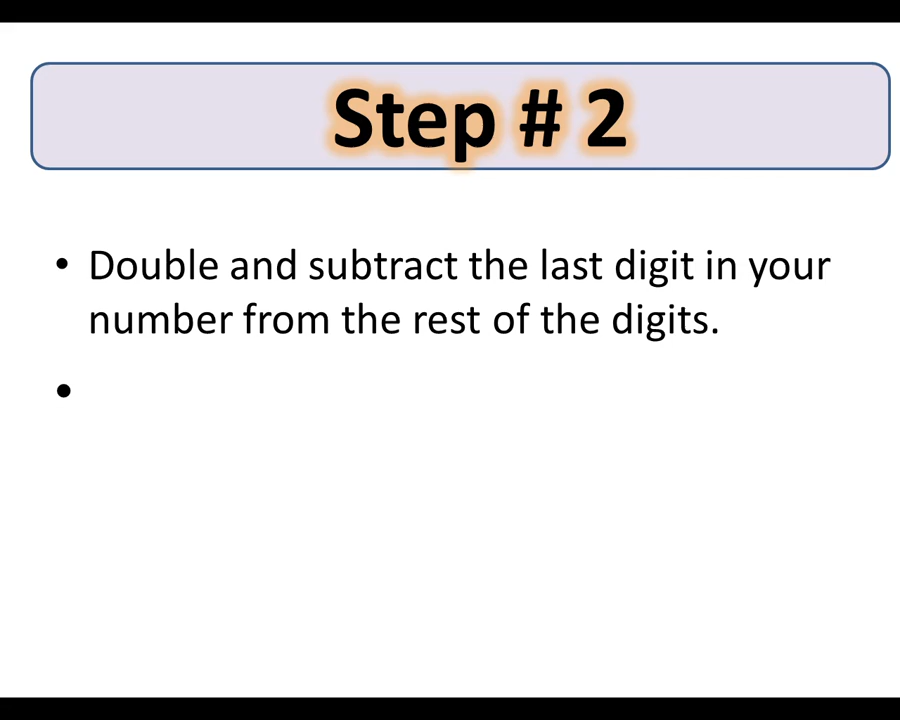 Step # 2
• Double and subtract the last digit in your
number from the rest of the digits.
•